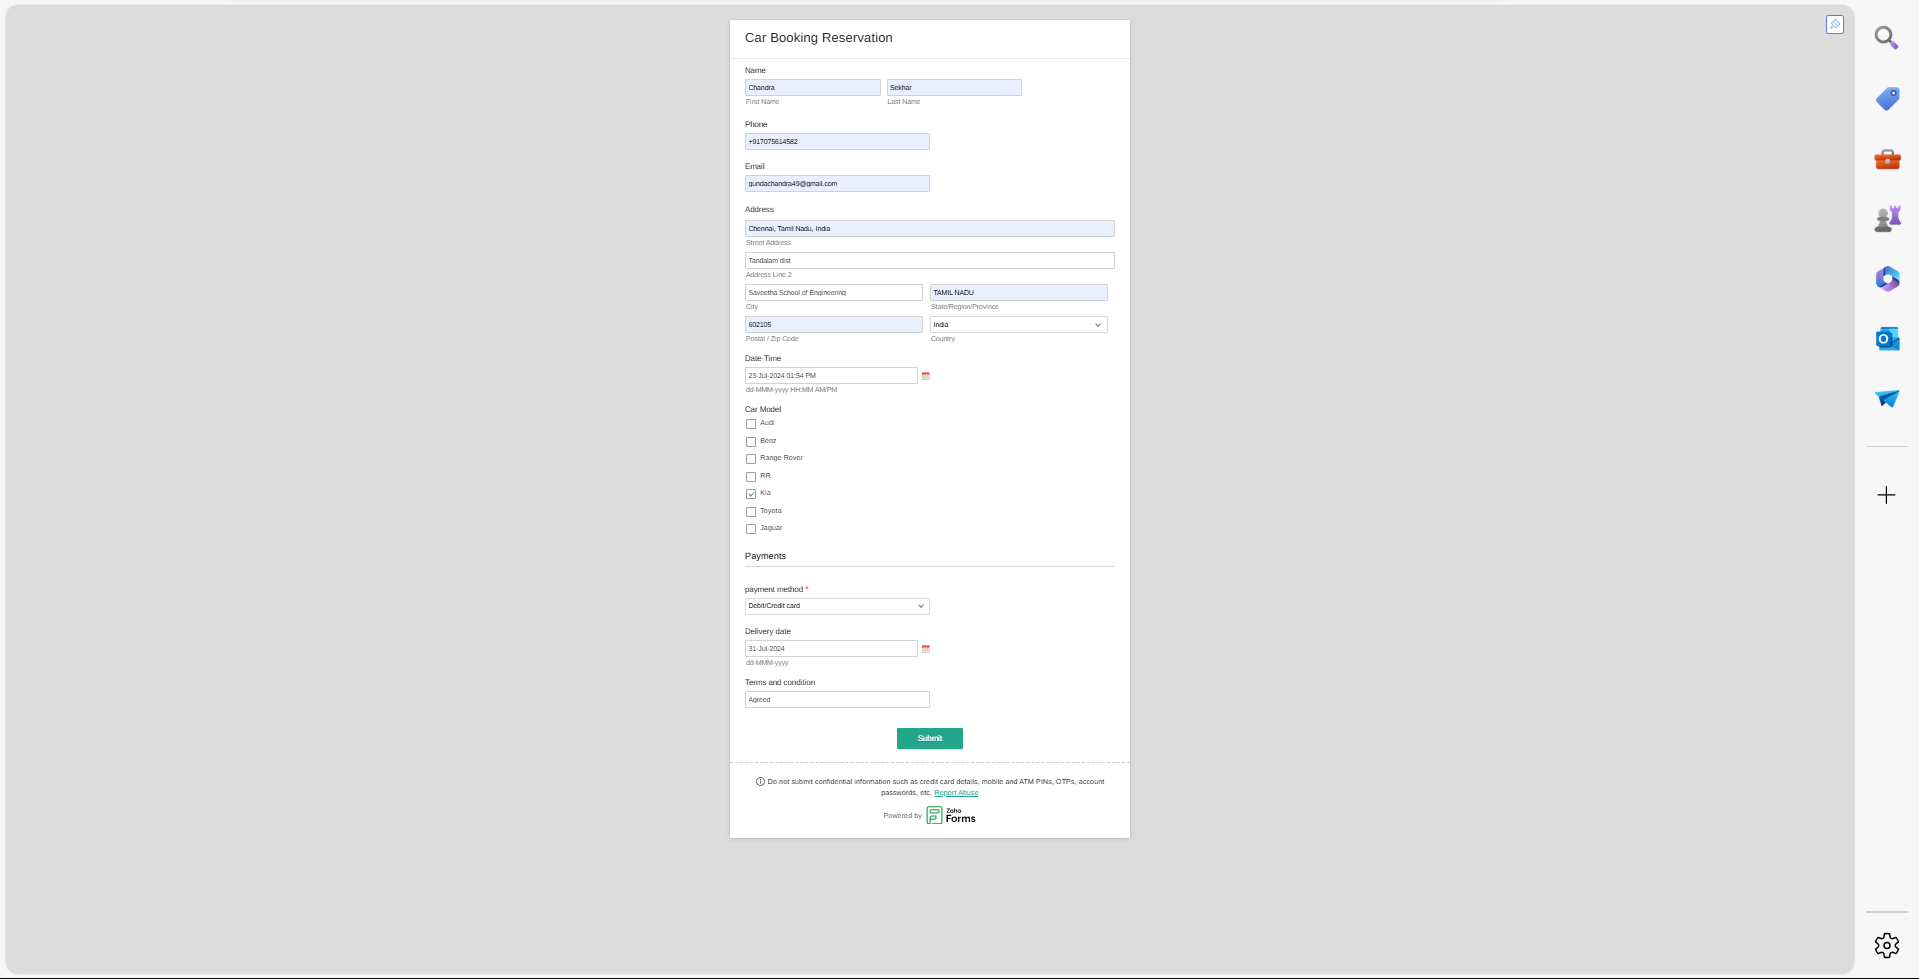 Car Booking Reservation
Name
Chandra Sekhar
First Name Last Name
Phone
+917075614582
Email
gundachandra49@gmail.com
Address
Chennai, Tamil Nadu, India
Street Address
Tandalam dist
Address Line 2
Saveetha School of Engineering TAMIL NADU
City State/Region/Province
602105 India
Postal / Zip Code Country
Date-Time
23-Jul-2024 01:54 PM
dd-MMM-yyyy HH:MM AM/PM
Car Model
Audi
Benz
Range Rover
RR
Kia
Toyota
Jaguar
Payments
payment method *
Debit/Credit card
Delivery date
31-Jul-2024
dd-MMM-yyyy
Terms and condition
Agreed
Submit
Do not submit confidential information such as credit card details, mobile and ATM PINs, OTPs, account
passwords, etc. Report Abuse
Powered by Zoho Forms